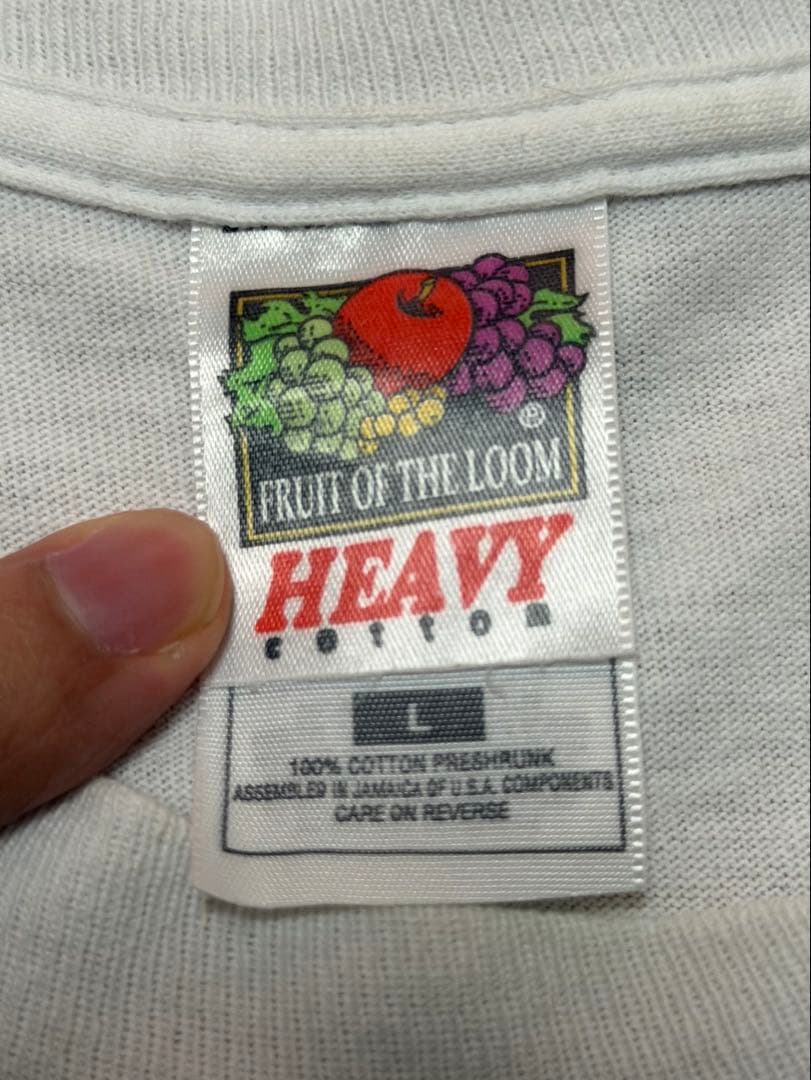 ®
FRUIT OF THE LOOM
HEAVY
cotton
L
100% COTTON PRESHRUNK
ASSEMBLED IN JAMAICA OF U.S.A. COMPONENTS
CARE ON REVERSE